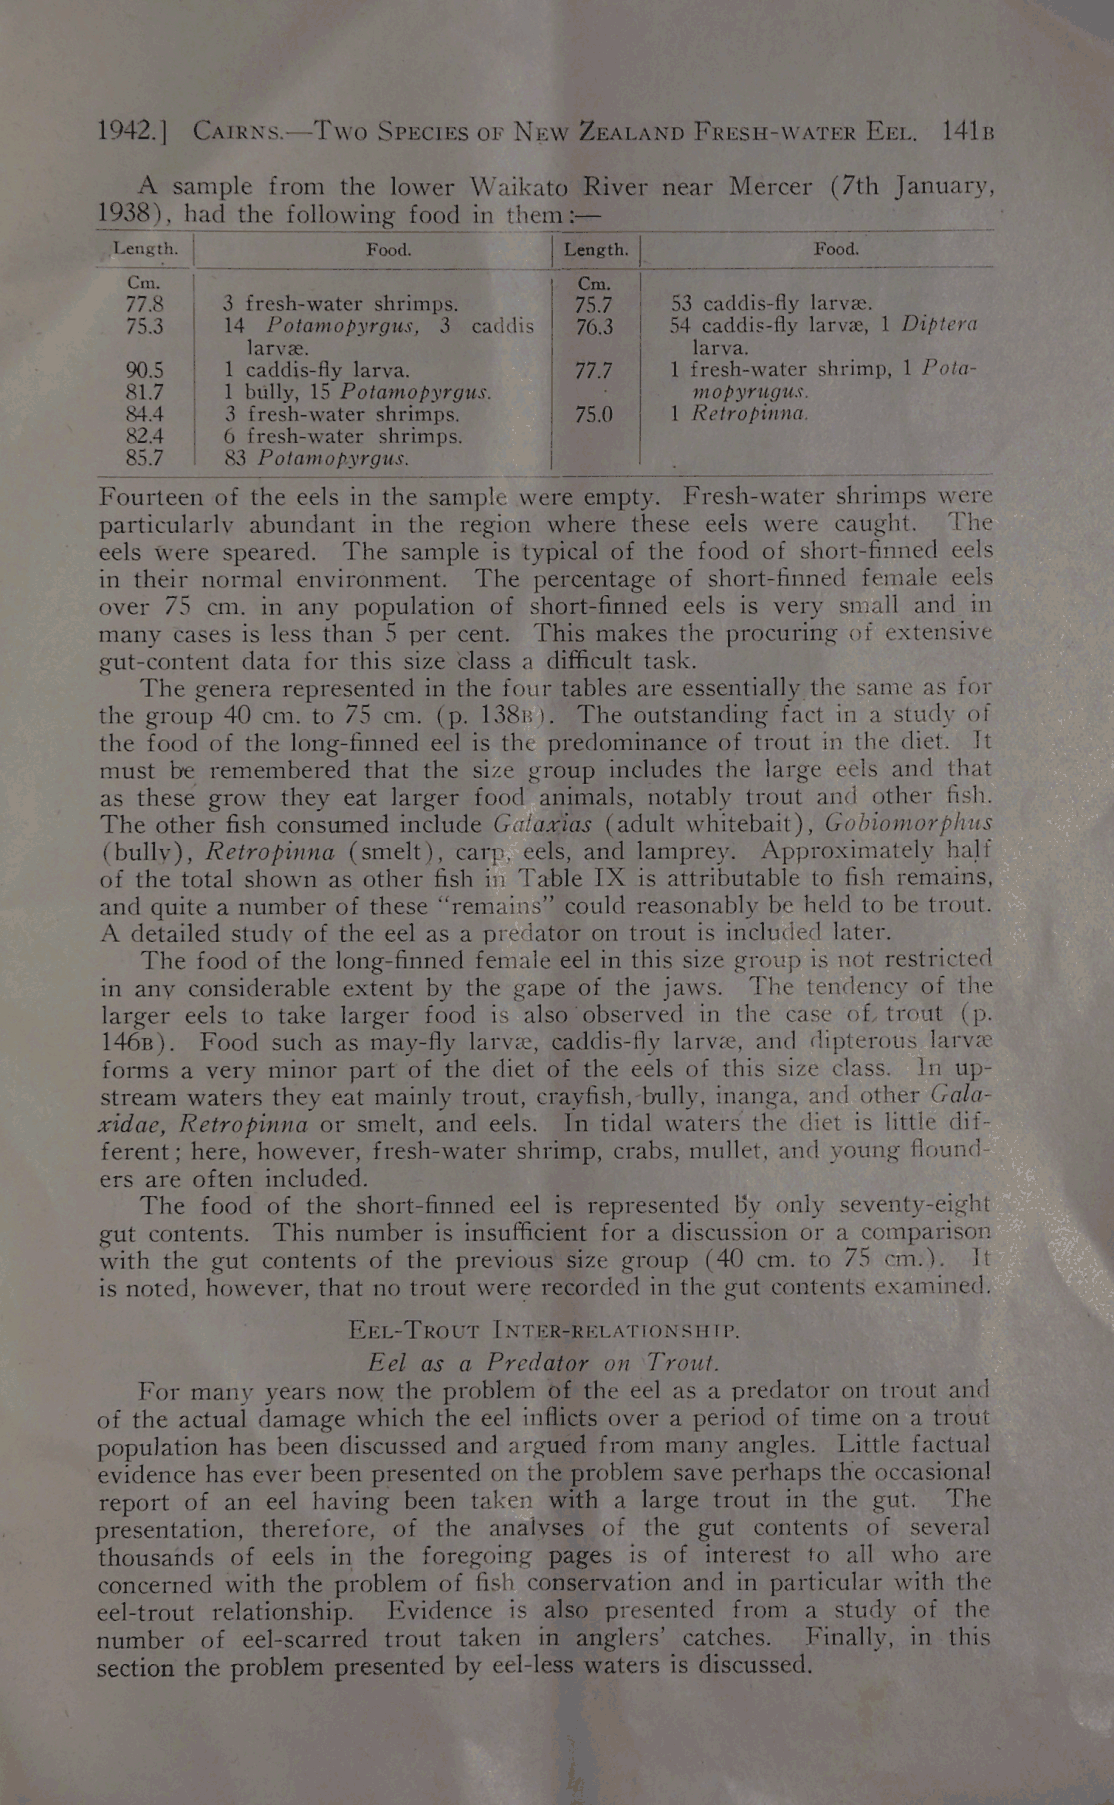 1942.] CAIRNS.—TWO SPECIES OF NEW ZEALAND FRESH-WATER EEL. 141B
A sample from the lower Waikato River near Mercer (7th January,
1938), had the following food in them:—
Length. Food. Length. Food.
Cm. Cm.
77.8 3 fresh-water shrimps. 75.7 53 caddis-fly larvæ.
75.3 14 Potamopyrgus, 3 caddis 76.3 54 caddis-fly larvæ, 1 Diptera
larvæ. larva.
90.5 1 caddis-fly larva. 77.7 1 fresh-water shrimp, 1 Pota-
81.7 1 bully, 15 Potamopyrgus. mopyrugus.
84.4 3 fresh-water shrimps. 75.0 1 Retropinna.
82.4 6 fresh-water shrimps.
85.7 83 Potamopyrgus.
Fourteen of the eels in the sample were empty. Fresh-water shrimps were
particularly abundant in the region where these eels were caught. The
eels were speared. The sample is typical of the food of short-finned eels
in their normal environment. The percentage of short-finned female eels
over 75 cm. in any population of short-finned eels is very small and in
many cases is less than 5 per cent. This makes the procuring of extensive
gut-content data for this size class a difficult task.
The genera represented in the four tables are essentially the same as for
the group 40 cm. to 75 cm. (p. 138B). The outstanding fact in a study of
the food of the long-finned eel is the predominance of trout in the diet. It
must be remembered that the size group includes the large eels and that
as these grow they eat larger food animals, notably trout and other fish.
The other fish consumed include Galaxias (adult whitebait), Gobiomorphus
(bully), Retropinna (smelt), carp, eels, and lamprey. Approximately half
of the total shown as other fish in Table IX is attributable to fish remains,
and quite a number of these “remains” could reasonably be held to be trout.
A detailed study of the eel as a predator on trout is included later.
The food of the long-finned female eel in this size group is not restricted
in any considerable extent by the gape of the jaws. The tendency of the
larger eels to take larger food is also observed in the case of trout (p.
146B). Food such as may-fly larvæ, caddis-fly larvæ, and dipterous larvæ
forms a very minor part of the diet of the eels of this size class. In up-
stream waters they eat mainly trout, crayfish, bully, inanga, and other Gala-
xidae, Retropinna or smelt, and eels. In tidal waters the diet is little dif-
ferent; here, however, fresh-water shrimp, crabs, mullet, and young flound-
ers are often included.
The food of the short-finned eel is represented by only seventy-eight
gut contents. This number is insufficient for a discussion or a comparison
with the gut contents of the previous size group (40 cm. to 75 cm.). It
is noted, however, that no trout were recorded in the gut contents examined.
EEL-TROUT INTER-RELATIONSHIP.
Eel as a Predator on Trout.
For many years now the problem of the eel as a predator on trout and
of the actual damage which the eel inflicts over a period of time on a trout
population has been discussed and argued from many angles. Little factual
evidence has ever been presented on the problem save perhaps the occasional
report of an eel having been taken with a large trout in the gut. The
presentation, therefore, of the analyses of the gut contents of several
thousands of eels in the foregoing pages is of interest to all who are
concerned with the problem of fish conservation and in particular with the
eel-trout relationship. Evidence is also presented from a study of the
number of eel-scarred trout taken in anglers’ catches. Finally, in this
section the problem presented by eel-less waters is discussed.